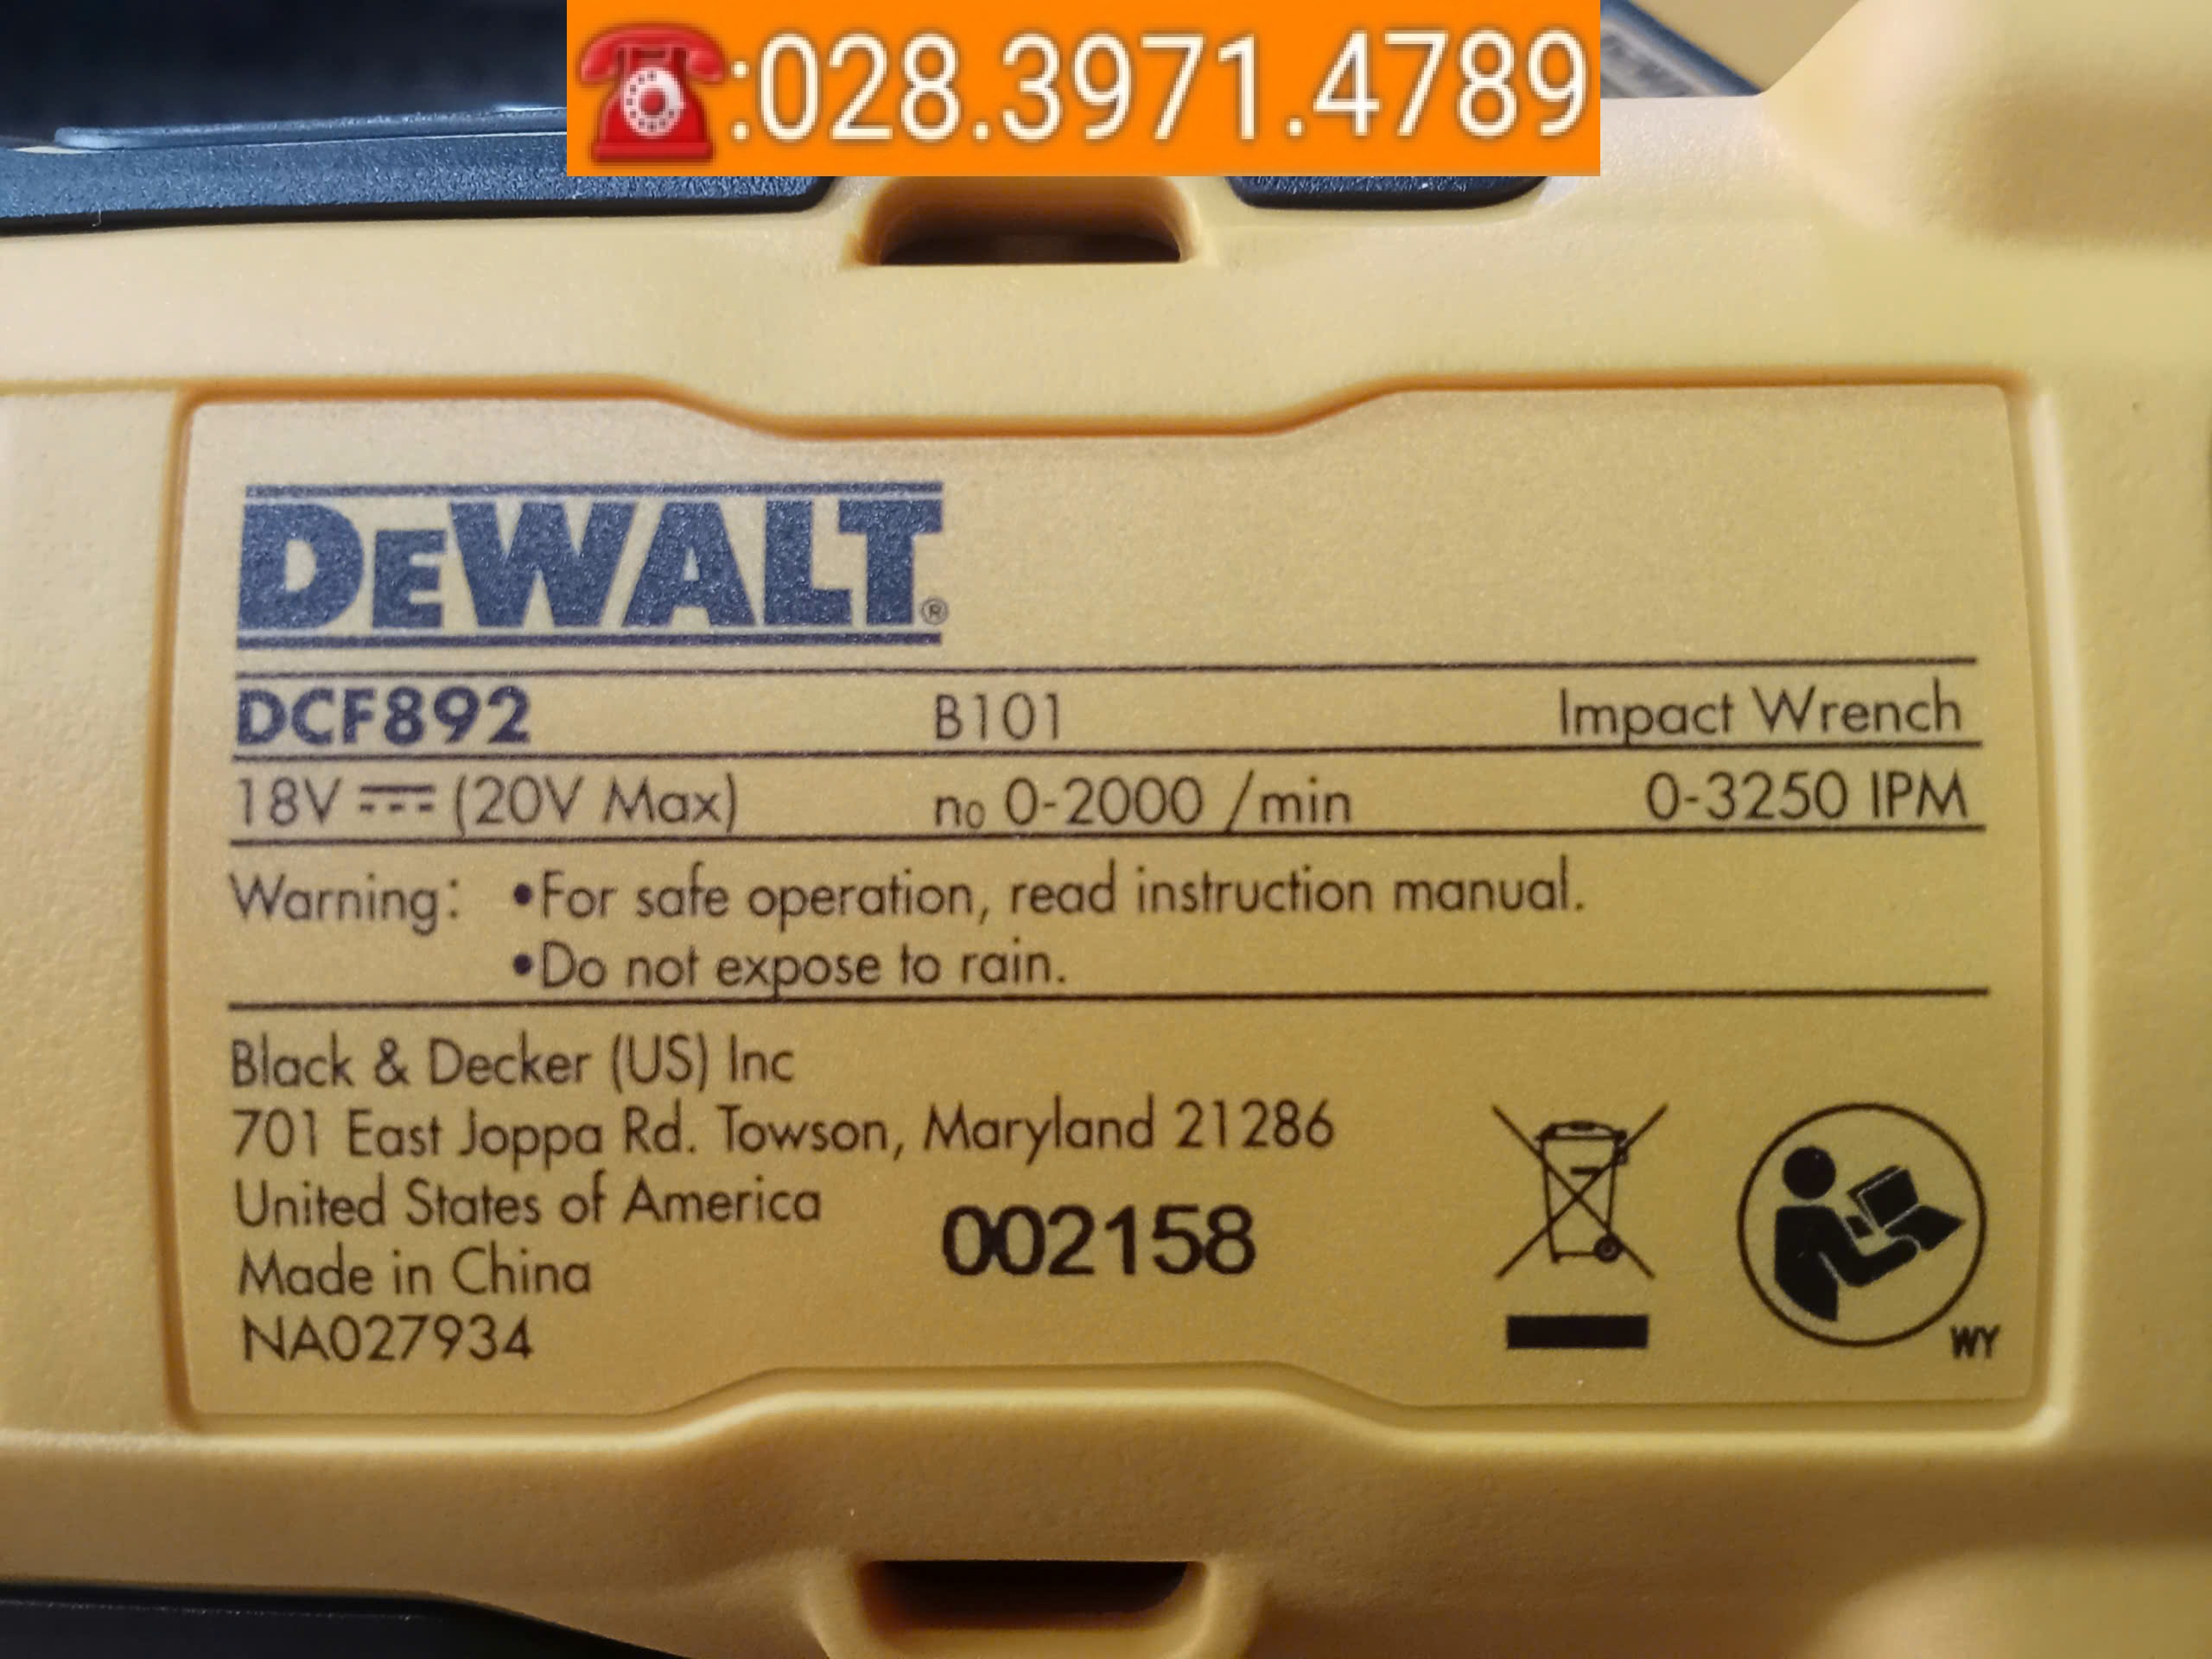 ☎:028.3971.4789
DEWALT®
DCF892 B101 Impact Wrench
18V ⎓ (20V Max) n₀ 0-2000 /min 0-3250 IPM
Warning: •For safe operation, read instruction manual.
•Do not expose to rain.
Black & Decker (US) Inc
701 East Joppa Rd. Towson, Maryland 21286
United States of America
002158
Made in China
NA027934
WY